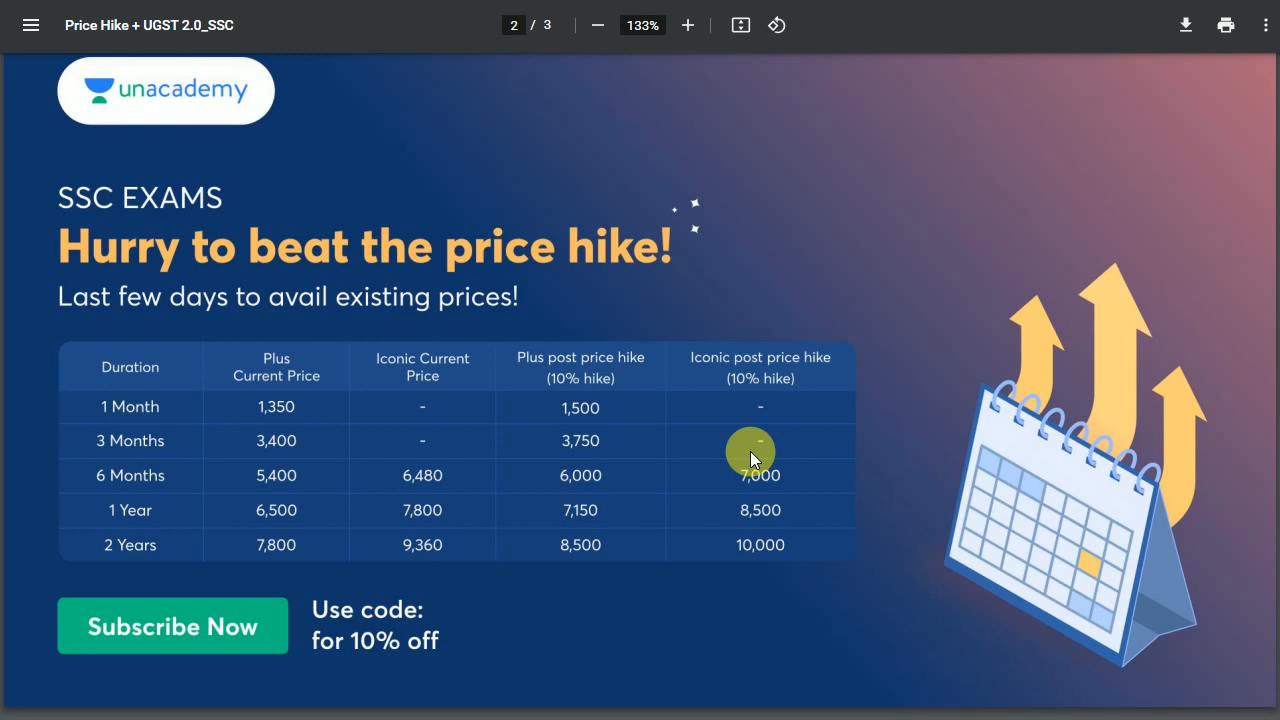 Price Hike + UGST 2.0_SSC
2 / 3
133%
unacademy
SSC EXAMS
Hurry to beat the price hike!
Last few days to avail existing prices!
Duration Plus Current Price Iconic Current Price Plus post price hike (10% hike) Iconic post price hike (10% hike)
1 Month 1,350 - 1,500 -
3 Months 3,400 - 3,750 -
6 Months 5,400 6,480 6,000 7,000
1 Year 6,500 7,800 7,150 8,500
2 Years 7,800 9,360 8,500 10,000
Subscribe Now
Use code:
for 10% off